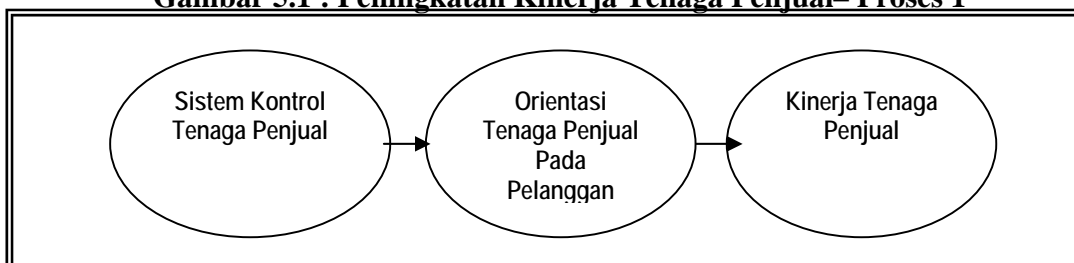 Gambar 5.1 : Peningkatan Kinerja Tenaga Penjual– Proses 1
Sistem Kontrol
Tenaga Penjual
Orientasi
Tenaga Penjual
Pada
Pelanggan
Kinerja Tenaga
Penjual